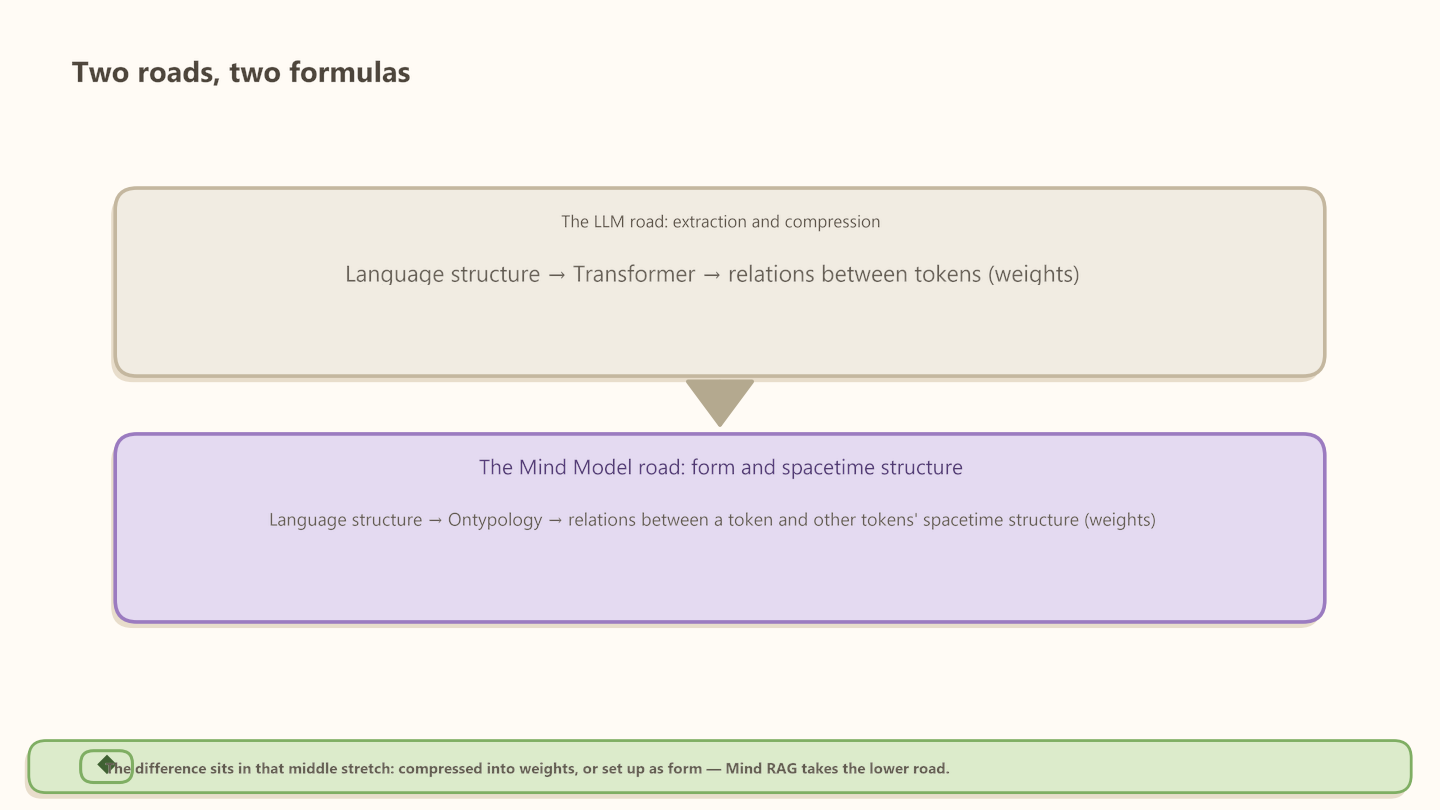 Two roads, two formulas
The LLM road: extraction and compression
Language structure → Transformer → relations between tokens (weights)
The Mind Model road: form and spacetime structure
Language structure → Ontypology → relations between a token and other tokens' spacetime structure (weights)
The difference sits in that middle stretch: compressed into weights, or set up as form — Mind RAG takes the lower road.